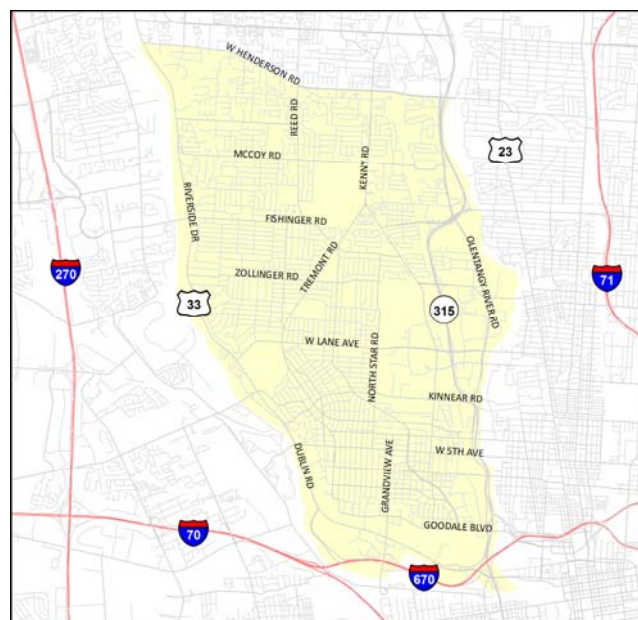 W HENDERSON RD
REED RD
23
MCCOY RD
KENNY RD
RIVERSIDE DR
FISHINGER RD
OLENTANGY RIVER RD
TREMONT RD
270
ZOLLINGER RD
71
33
315
W LANE AVE
NORTH STAR RD
KINNEAR RD
DUBLIN RD
W 5TH AVE
GRANDVIEW AVE
GOODALE BLVD
70
670